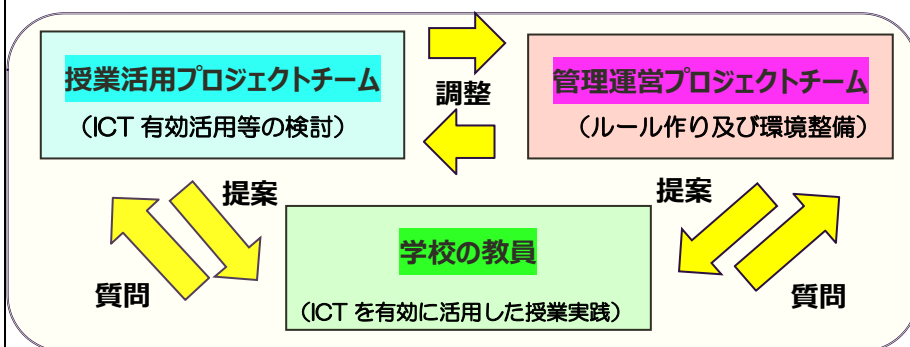 授業活用プロジェクトチーム
（ICT 有効活用等の検討）
調整
管理運営プロジェクトチーム
（ルール作り及び環境整備）
提案
質問
提案
質問
学校の教員
（ICT を有効に活用した授業実践）